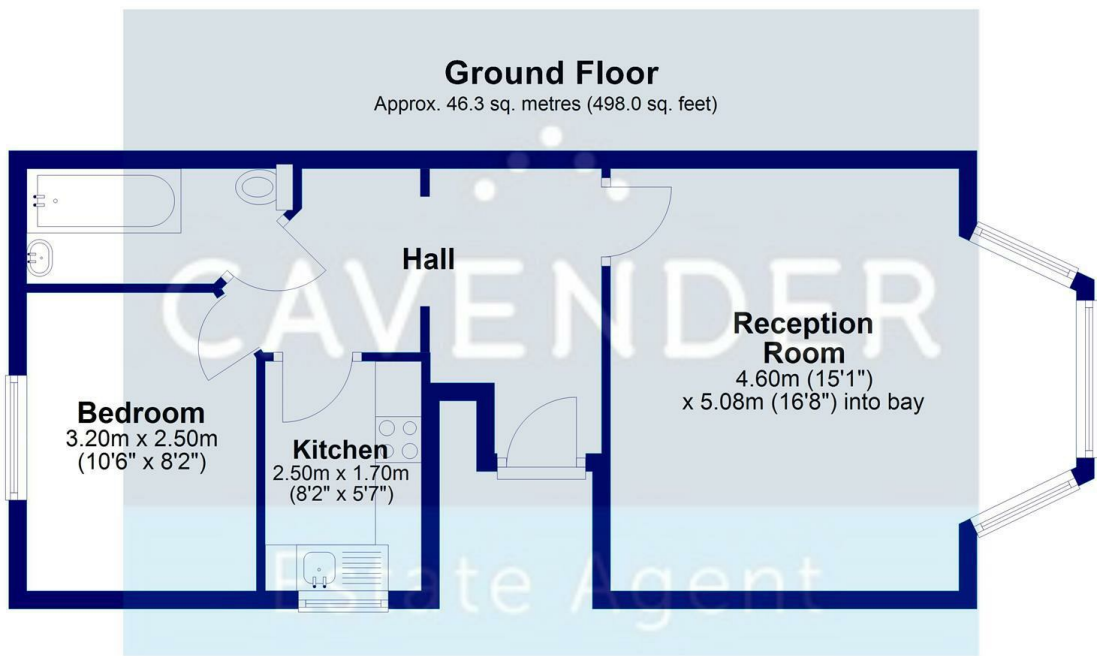 Ground Floor
Approx. 46.3 sq. metres (498.0 sq. feet)
Hall
CAVENDER
Reception
Room
4.60m (15'1")
x 5.08m (16'8") into bay
Bedroom
3.20m x 2.50m
(10'6" x 8'2")
Kitchen
2.50m x 1.70m
(8'2" x 5'7")
Estate Agent